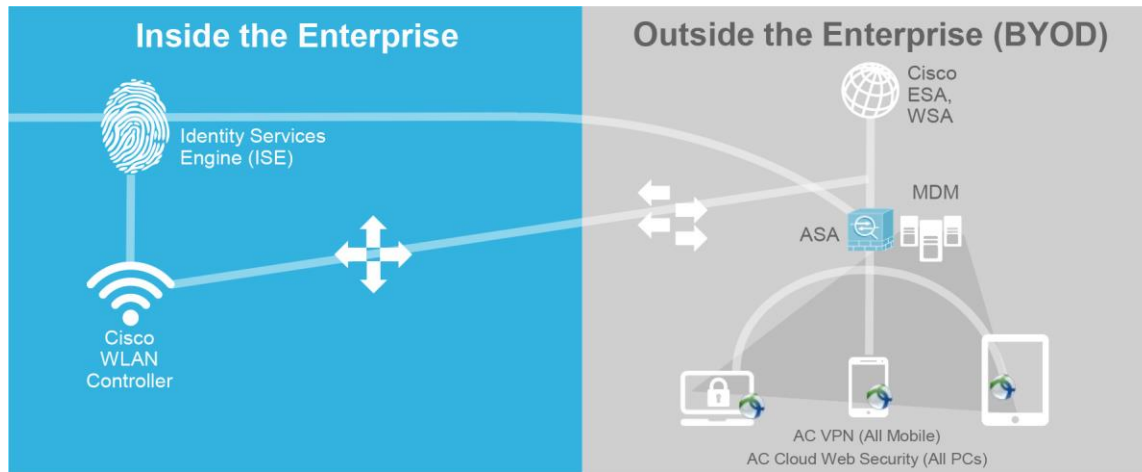 Inside the Enterprise
Identity Services
Engine (ISE)
Cisco
WLAN
Controller
Outside the Enterprise (BYOD)
Cisco
ESA,
WSA
MDM
ASA
AC VPN (All Mobile)
AC Cloud Web Security (All PCs)